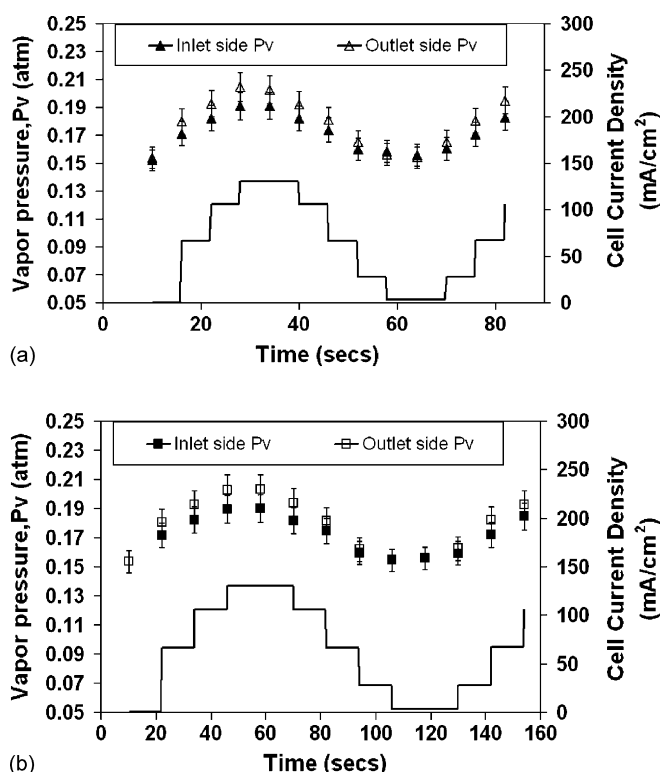 0.25
0.23
0.21
0.19
0.17
0.15
0.13
0.11
0.09
0.07
0.05
Vapor pressure,Pv (atm)
Inlet side Pv Outlet side Pv
300
250
200
150
100
50
0
Cell Current Density
(mA/cm²)
0 20 40 60 80
Time (secs)
(a)
0.25
0.23
0.21
0.19
0.17
0.15
0.13
0.11
0.09
0.07
0.05
Vapor pressure,Pv (atm)
Inlet side Pv Outlet side Pv
300
250
200
150
100
50
0
Cell Current Density
(mA/cm²)
0 20 40 60 80 100 120 140 160
Time (secs)
(b)